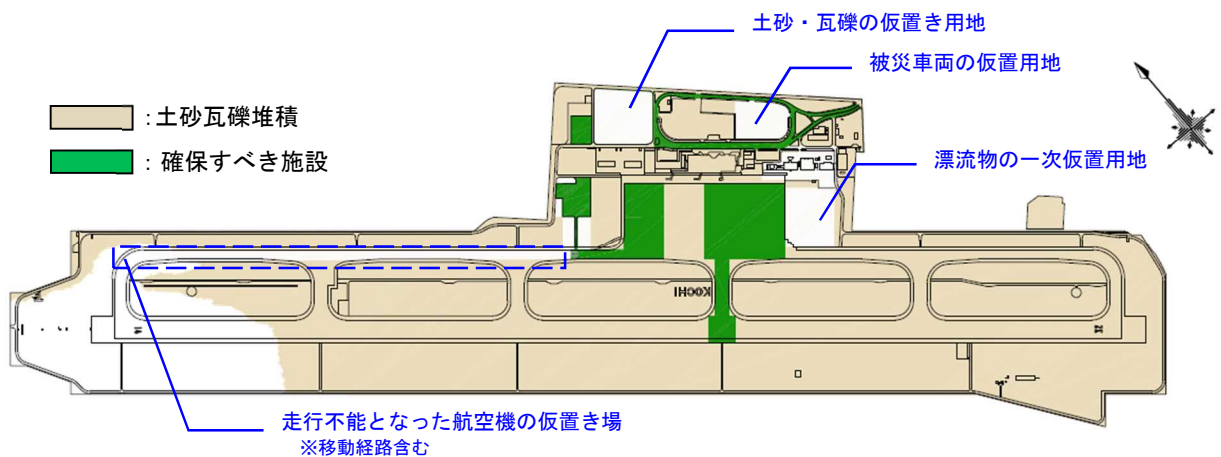 土砂・瓦礫の仮置き用地
被災車両の仮置用地
：土砂瓦礫堆積
：確保すべき施設
漂流物の一次仮置用地
KOCHI
14
32
走行不能となった航空機の仮置き場
※移動経路含む